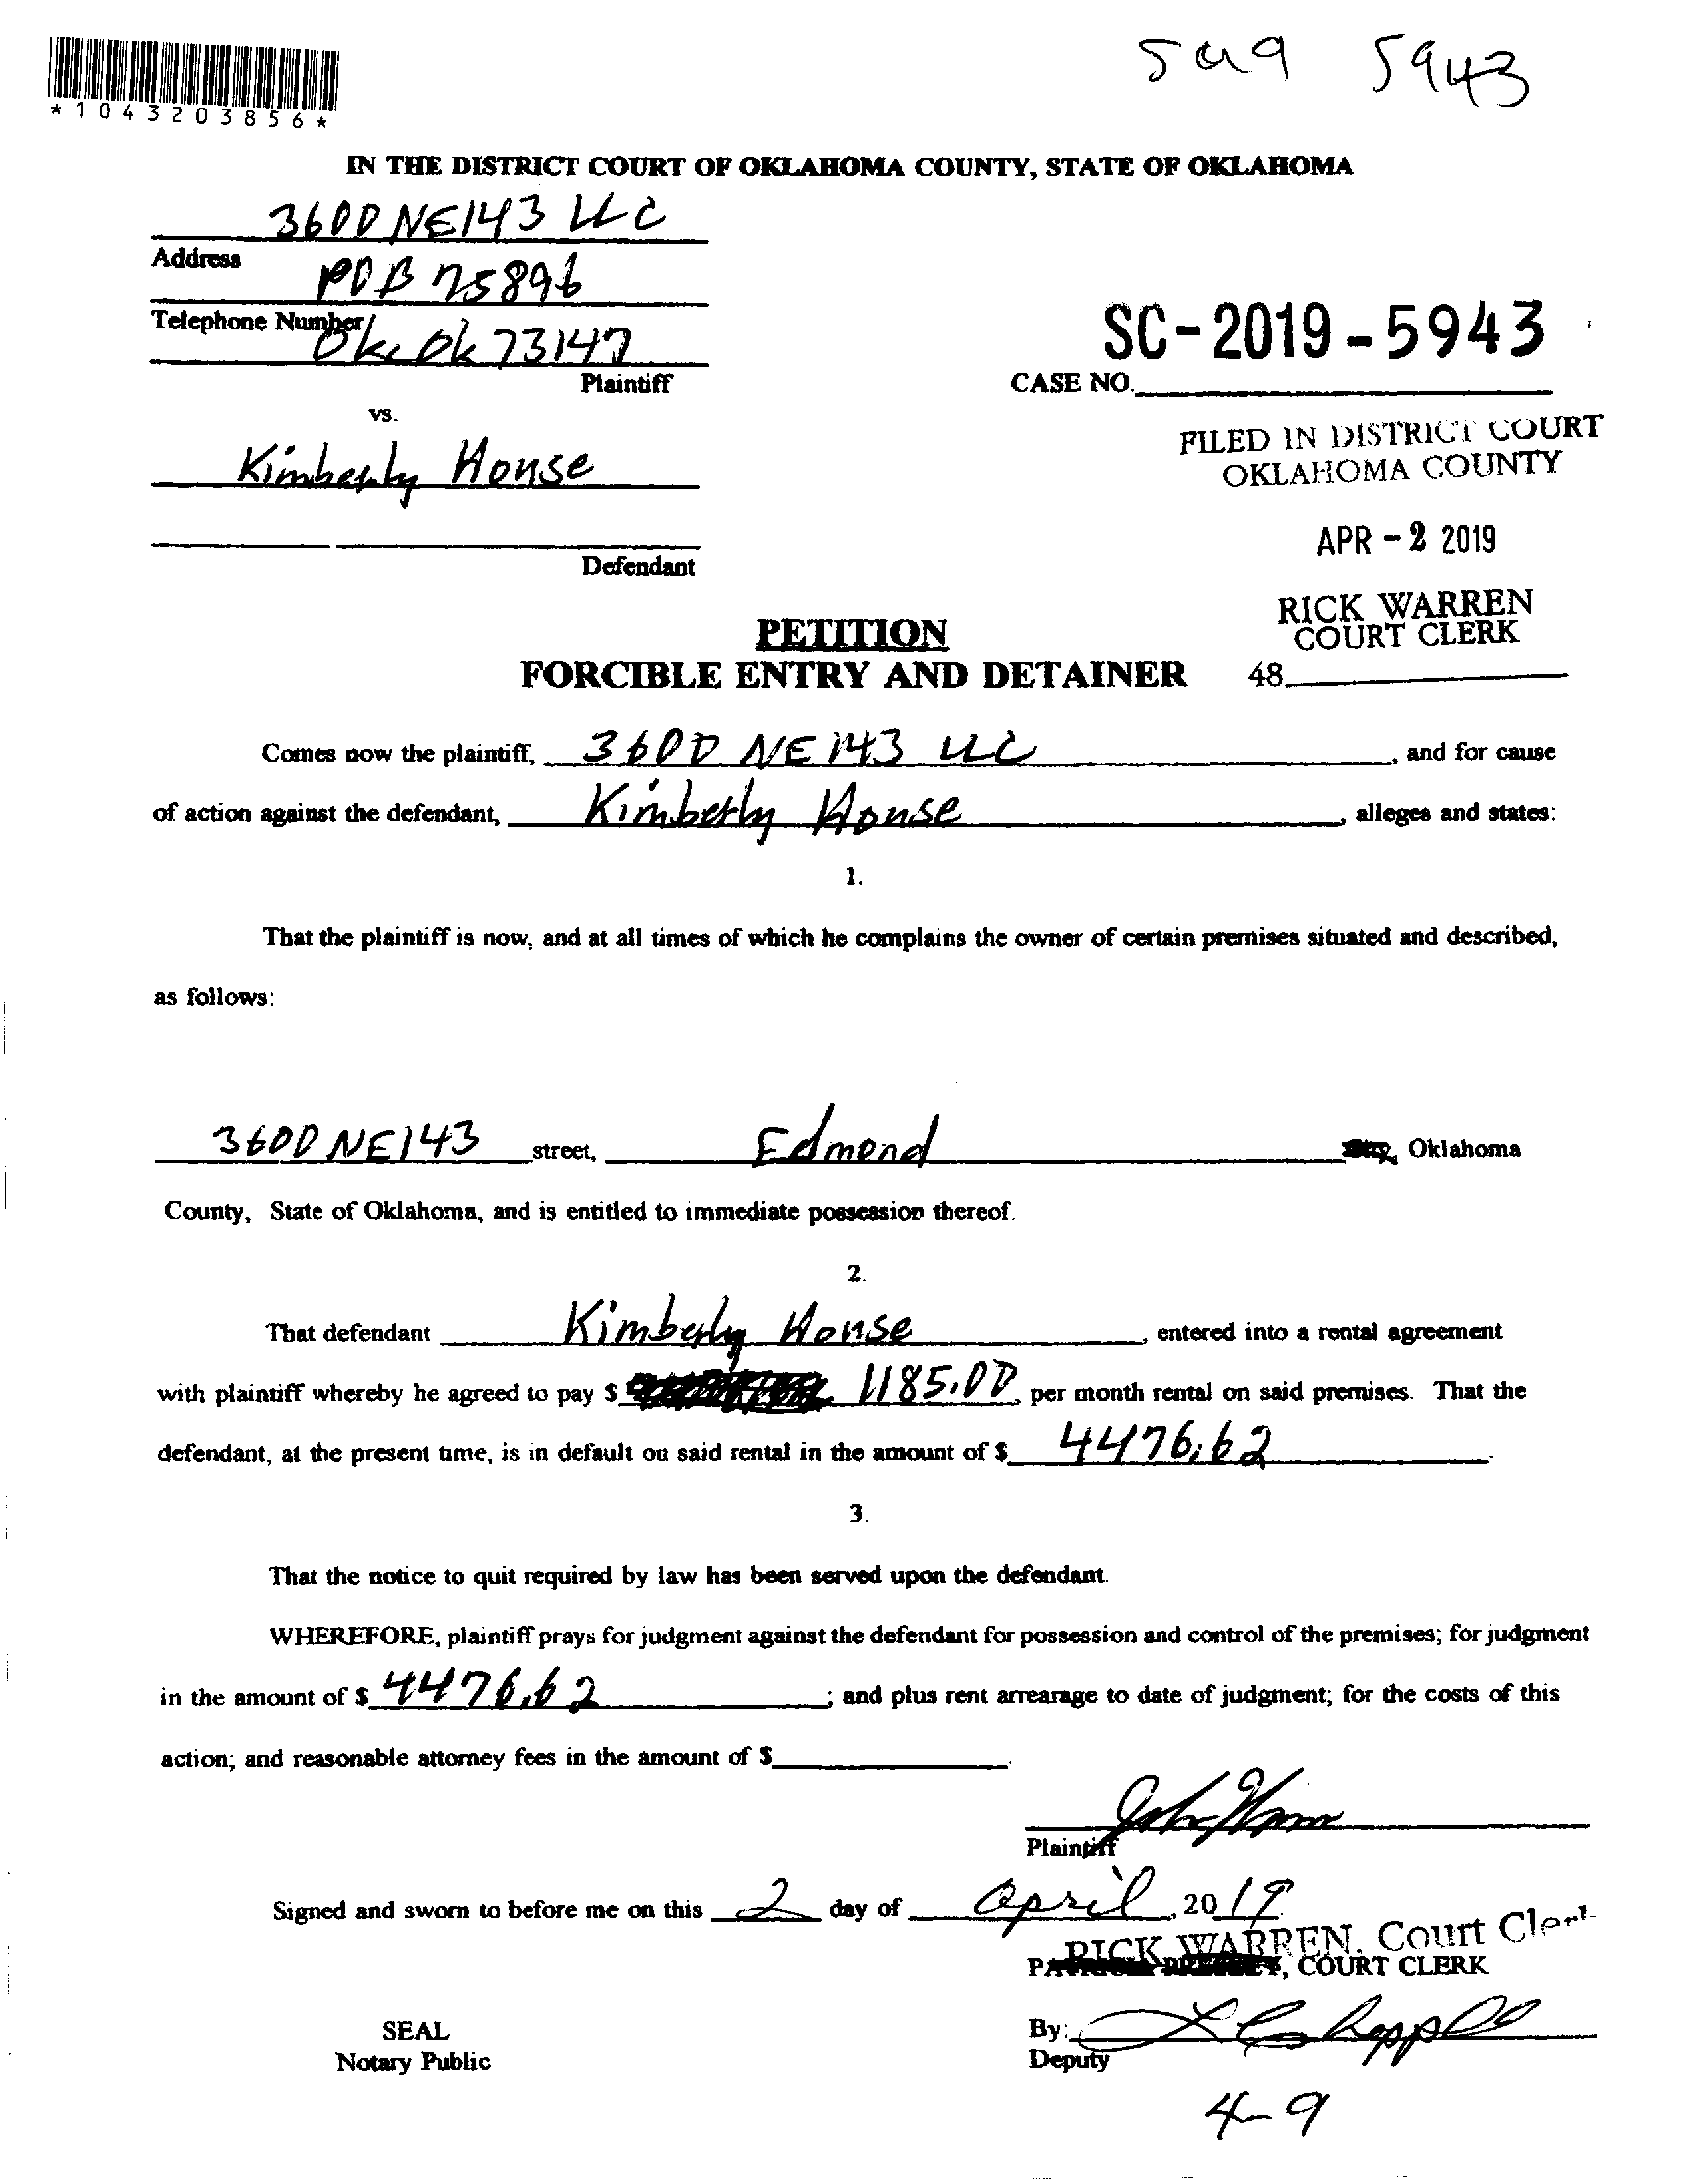 5943
*1043203856*
IN THE DISTRICT COURT OF OKLAHOMA COUNTY, STATE OF OKLAHOMA
3600 NE143 LLC
Address
POB 75896
Telephone Number
Okc Ok 73147
Plaintiff
SC-2019-5943
CASE NO.
vs.
Kimberly House
Defendant
FILED IN DISTRICT COURT
OKLAHOMA COUNTY
APR -2 2019
RICK WARREN
COURT CLERK
48
PETITION
FORCIBLE ENTRY AND DETAINER
Comes now the plaintiff, 3600 NE 143 LLC, and for cause
of action against the defendant, Kimberly House, alleges and states:
1.
That the plaintiff is now, and at all times of which he complains the owner of certain premises situated and described,
as follows:
3600 NE143 street, Edmond Oklahoma
County, State of Oklahoma, and is entitled to immediate possession thereof.
2.
That defendant Kimberly House, entered into a rental agreement
with plaintiff whereby he agreed to pay $ 1185.00, per month rental on said premises. That the
defendant, at the present time, is in default on said rental in the amount of $ 4476.62.
3.
That the notice to quit required by law has been served upon the defendant.
WHEREFORE, plaintiff prays for judgment against the defendant for possession and control of the premises; for judgment
in the amount of $ 4476.62; and plus rent arrearage to date of judgment; for the costs of this
action; and reasonable attorney fees in the amount of $.
Plaintiff
Signed and sworn to before me on this 2 day of April, 2019
RICK WARREN, Court Clerk
, COURT CLERK
By:
Deputy
SEAL
Notary Public
4-9